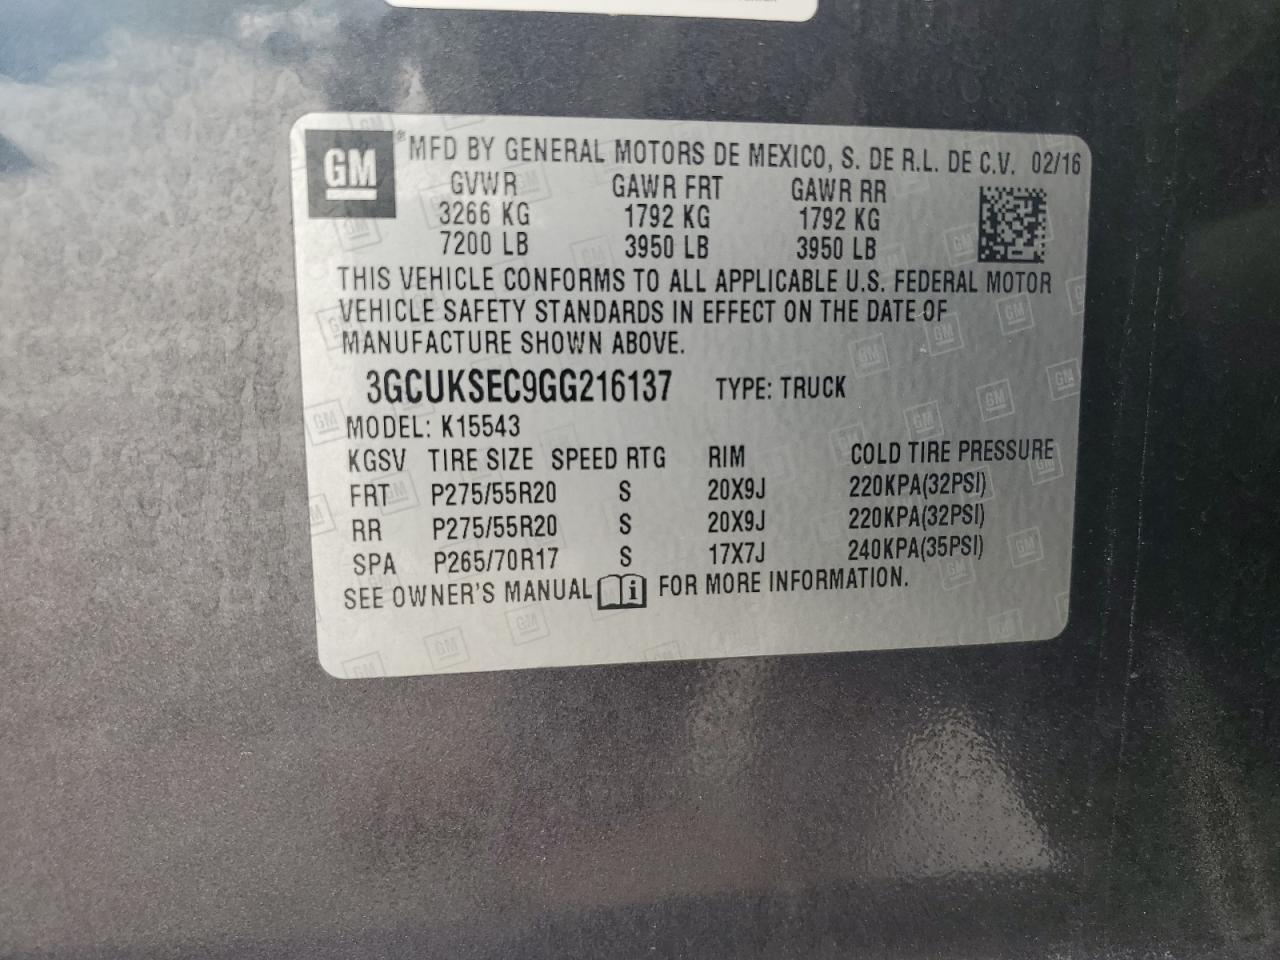 GM ® MFD BY GENERAL MOTORS DE MEXICO, S. DE R.L. DE C.V. 02/16
GVWR GAWR FRT GAWR RR
3266 KG 1792 KG 1792 KG
7200 LB 3950 LB 3950 LB
THIS VEHICLE CONFORMS TO ALL APPLICABLE U.S. FEDERAL MOTOR
VEHICLE SAFETY STANDARDS IN EFFECT ON THE DATE OF
MANUFACTURE SHOWN ABOVE.
3GCUKSEC9GG216137 TYPE: TRUCK
MODEL: K15543
KGSV TIRE SIZE SPEED RTG RIM COLD TIRE PRESSURE
FRT P275/55R20 S 20X9J 220KPA(32PSI)
RR P275/55R20 S 20X9J 220KPA(32PSI)
SPA P265/70R17 S 17X7J 240KPA(35PSI)
SEE OWNER'S MANUAL i FOR MORE INFORMATION.